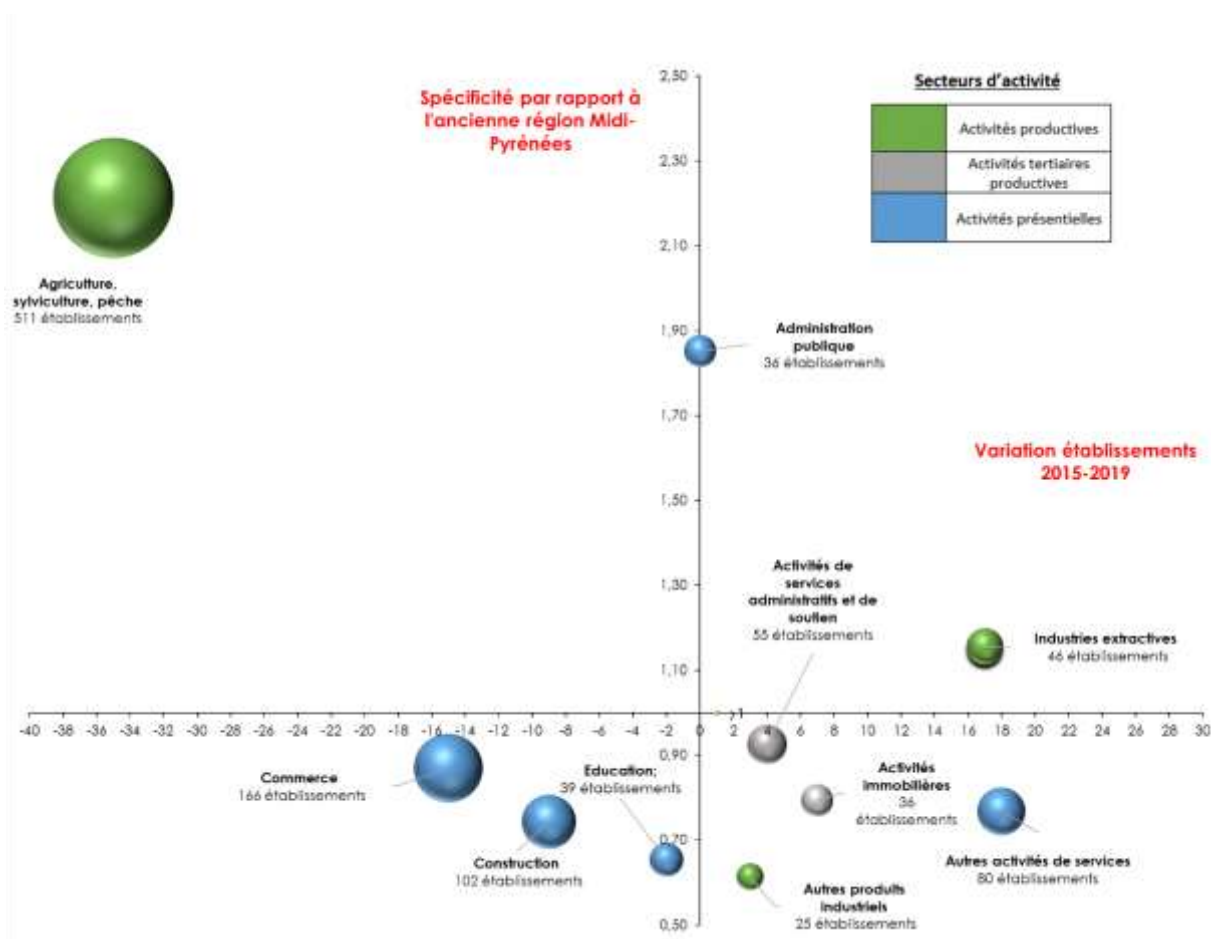 Spécificité par rapport à
l'ancienne région Midi-
Pyrénées
Secteurs d'activité
Activités productives
Activités tertiaires
productives
Activités présentielles
2,50
2,30
2,10
1,90
1,70
1,50
1,30
1,10
0,90
0,70
0,50
Agriculture,
sylviculture, pêche
511 établissements
Administration
publique
36 établissements
Variation établissements
2015-2019
Activités de
services
administratifs et de
soutien
55 établissements
Industries extractives
46 établissements
-40 -38 -36 -34 -32 -30 -28 -26 -24 -22 -20 -18 -16 -14 -12 -10 -8 -6 -4 -2 0 2 4 6 8 10 12 14 16 18 20 22 24 26 28 30
Commerce
166 établissements
Education;
39 établissements
Activités
immobilières
36
établissements
Construction
102 établissements
Autres activités de services
80 établissements
Autres produits
industriels
25 établissements